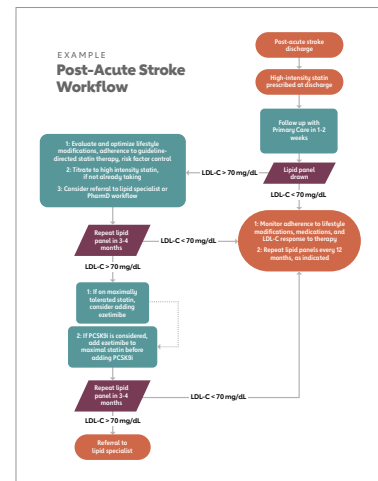 EXAMPLE
Post-Acute Stroke
Workflow
Post-acute stroke
discharge
High-intensity statin
prescribed at discharge
Follow up with
Primary Care in 1-2
weeks
Lipid panel
drawn
LDL-C > 70 mg/dL
LDL-C < 70 mg/dL
1: Evaluate and optimize lifestyle
modifications, adherence to guideline-
directed statin therapy, risk factor control
2: Titrate to high intensity statin,
if not already taking
3: Consider referral to lipid specialist or
PharmD workflow
Repeat lipid
panel in 3-4
months
LDL-C < 70 mg/dL
1: Monitor adherence to lifestyle
modifications, medications, and
LDL-C response to therapy
2: Repeat lipid panels every 12
months, as indicated
LDL-C > 70 mg/dL
1: If on maximally
tolerated statin,
consider adding
ezetimibe
2: If PCSK9i is considered,
add ezetimibe to
maximal statin before
adding PCSK9i
Repeat lipid
panel in 3-4
months
LDL-C < 70 mg/dL
LDL-C > 70 mg/dL
Referral to
lipid specialist